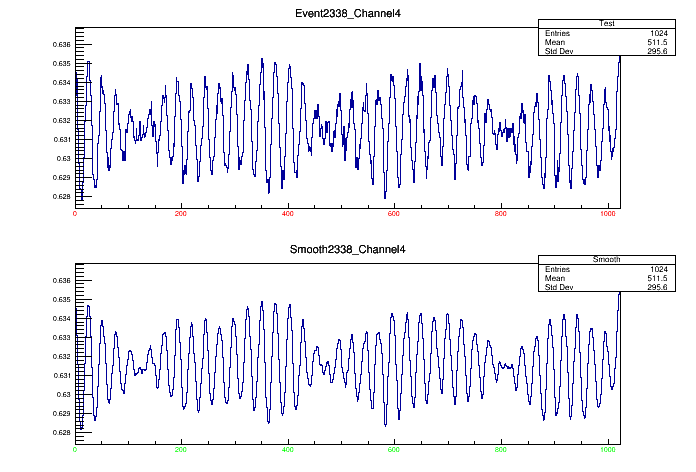 Event2338_Channel4
Test
Entries 1024
Mean 511.5
Std Dev 295.6
0.636
0.635
0.634
0.633
0.632
0.631
0.63
0.629
0.628
0 200 400 600 800 1000
Smooth2338_Channel4
Smooth
Entries 1024
Mean 511.5
Std Dev 295.6
0.636
0.635
0.634
0.633
0.632
0.631
0.63
0.629
0.628
0 200 400 600 800 1000